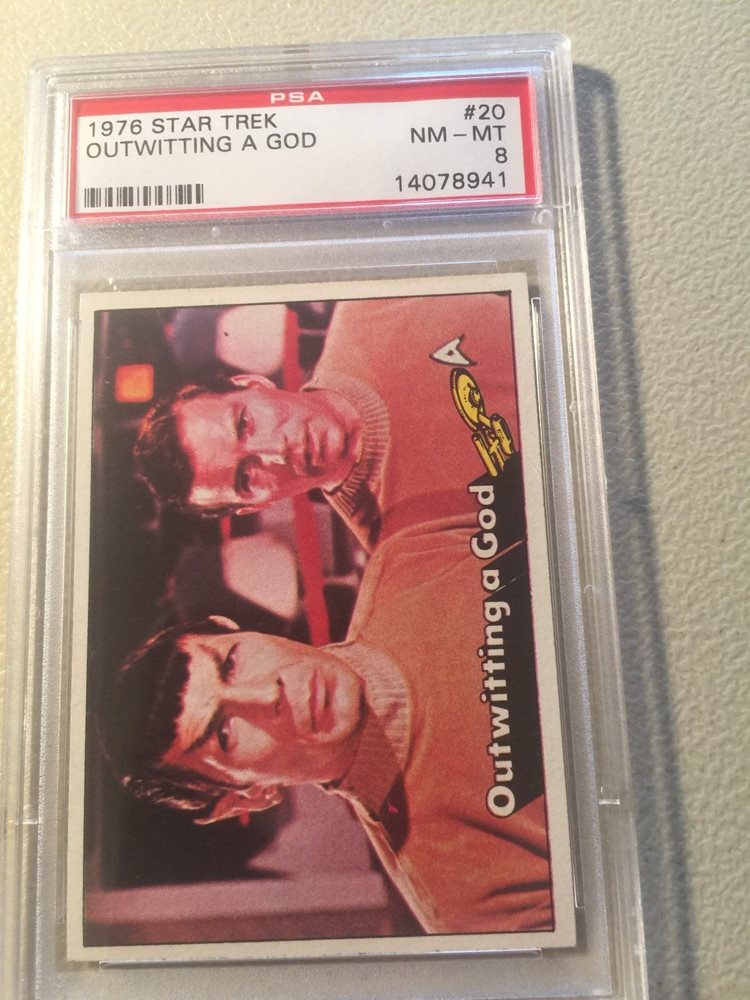 PSA
1976 STAR TREK #20
OUTWITTING A GOD NM - MT
8
14078941
Outwitting a God